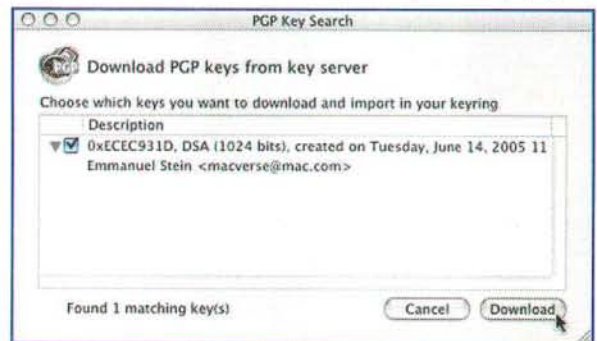 PGP Key Search
Download PGP keys from key server
Choose which keys you want to download and import in your keyring
Description
0xECEC931D, DSA (1024 bits), created on Tuesday, June 14, 2005 11
Emmanuel Stein <macverse@mac.com>
Found 1 matching key(s)
Cancel
Download